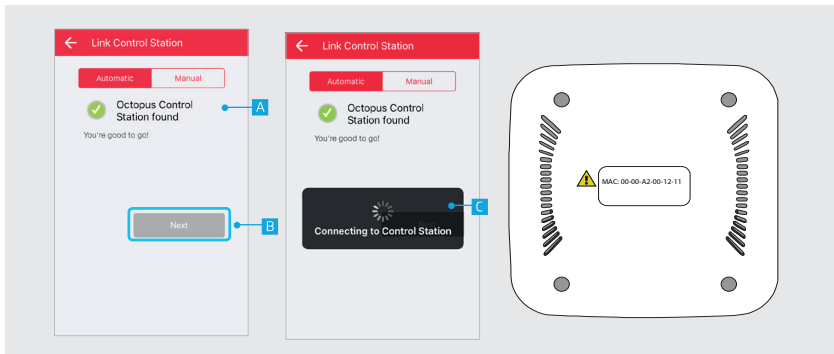 Link Control Station
Automatic Manual
Octopus Control
Station found
A
You're good to go!
Next
B
Link Control Station
Automatic Manual
Octopus Control
Station found
You're good to go!
C
Connecting to Control Station
MAC: 00-00-A2-00-12-11